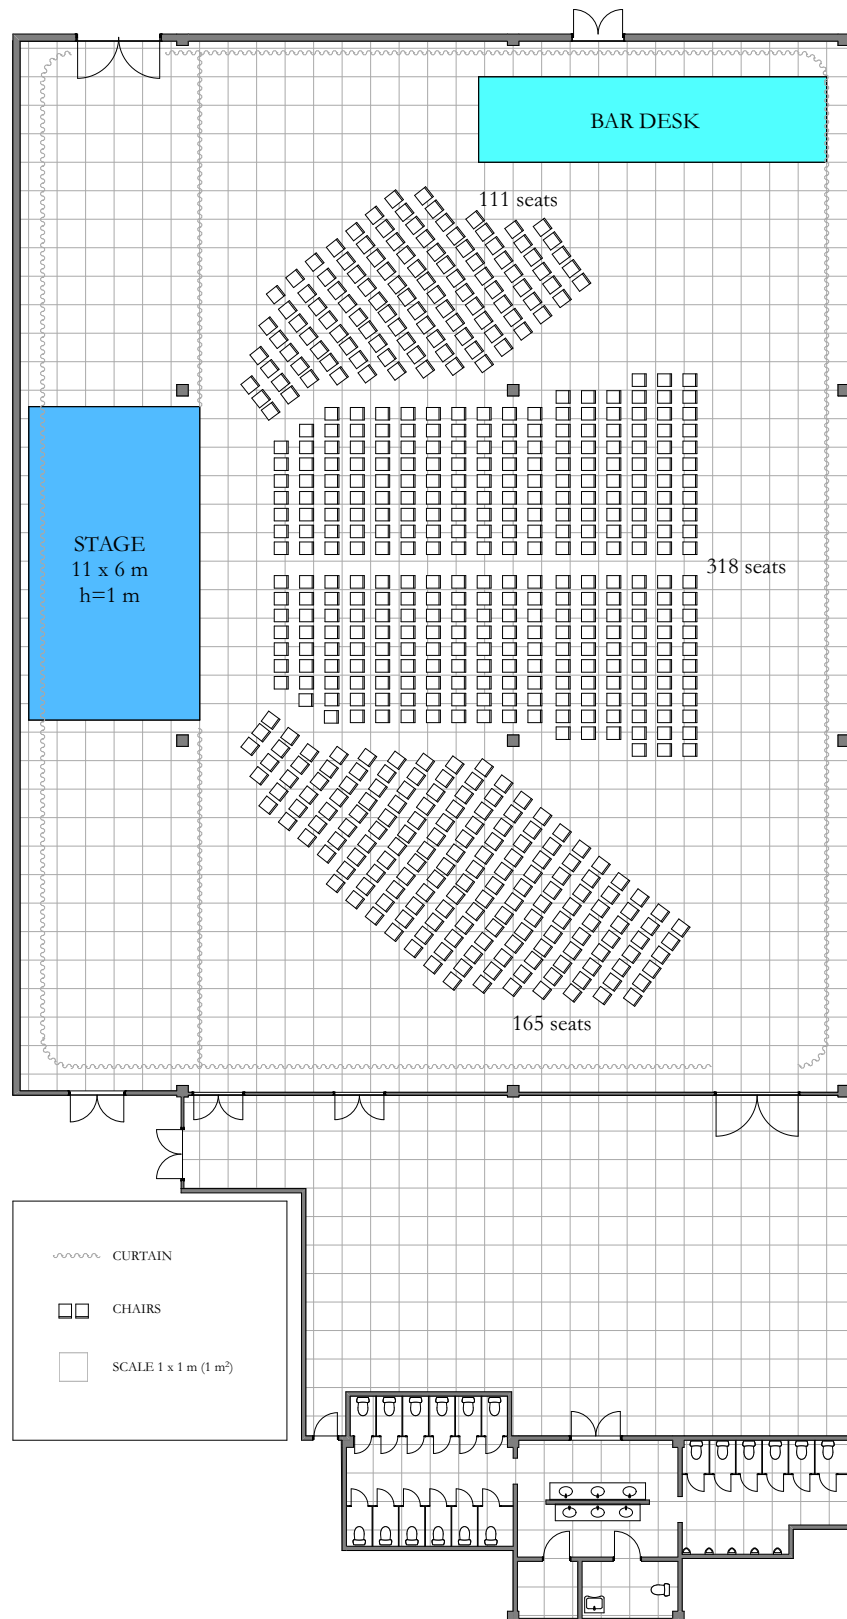 BAR DESK
111 seats
STAGE
11 x 6 m
h=1 m
318 seats
165 seats
CURTAIN
CHAIRS
SCALE 1 x 1 m (1 m²)